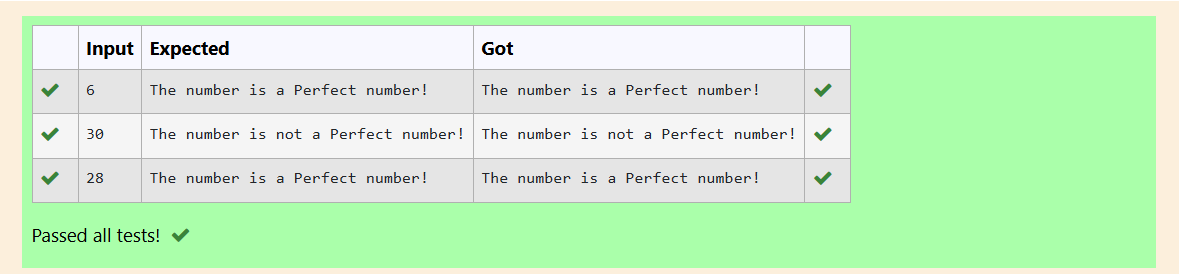 Input Expected Got
6 The number is a Perfect number! The number is a Perfect number!
30 The number is not a Perfect number! The number is not a Perfect number!
28 The number is a Perfect number! The number is a Perfect number!
Passed all tests!